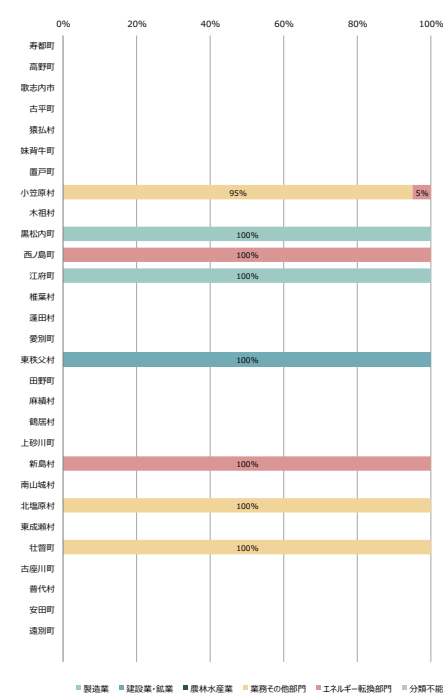 0% 20% 40% 60% 80% 100%
寿都町
高野町
歌志内市
古平町
猿払村
妹背牛町
置戸町
小笠原村 95% 5%
木祖村
黒松内町 100%
西ノ島町 100%
江府町 100%
椎葉村
蓬田村
愛別町
東秩父村 100%
田野町
麻績村
鶴居村
上砂川町
新島村 100%
南山城村
北塩原村 100%
東成瀬村
壮瞥町 100%
古座川町
普代村
安田町
遠別町
製造業 建設業・鉱業 農林水産業 業務その他部門 エネルギー転換部門 分類不能